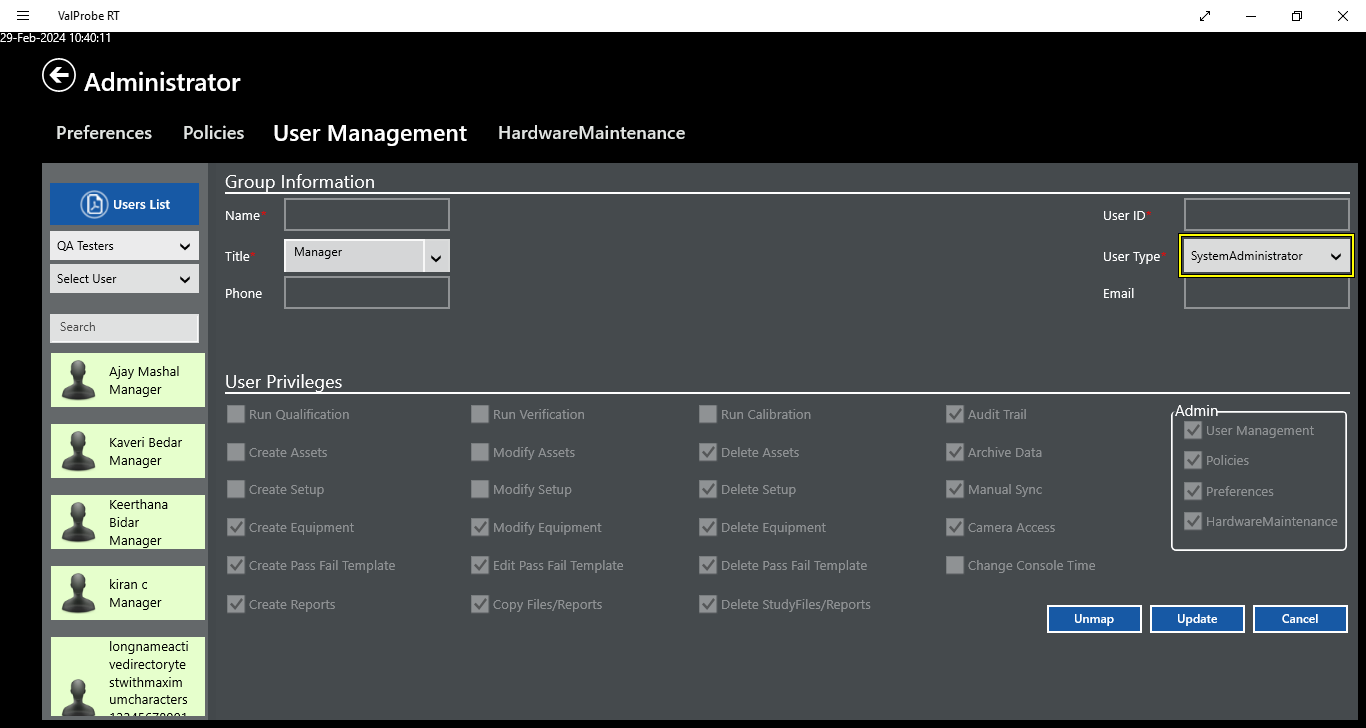 ValProbe RT
29-Feb-2024 10:40:11
Administrator
Preferences
Policies
User Management
HardwareMaintenance
Users List
QA Testers
Select User
Search
Ajay Mashal
Manager
Kaveri Bedar
Manager
Keerthana
Bidar
Manager
kiran c
Manager
longnameacti
vedirectoryte
stwithmaxim
umcharacters
Group Information
Name*
User ID*
Title*
Manager
User Type*
SystemAdministrator
Phone
Email
User Privileges
Run Qualification
Run Verification
Run Calibration
Audit Trail
Create Assets
Modify Assets
Delete Assets
Archive Data
Create Setup
Modify Setup
Delete Setup
Manual Sync
Create Equipment
Modify Equipment
Delete Equipment
Camera Access
Create Pass Fail Template
Edit Pass Fail Template
Delete Pass Fail Template
Change Console Time
Create Reports
Copy Files/Reports
Delete StudyFiles/Reports
Admin
User Management
Policies
Preferences
HardwareMaintenance
Unmap
Update
Cancel